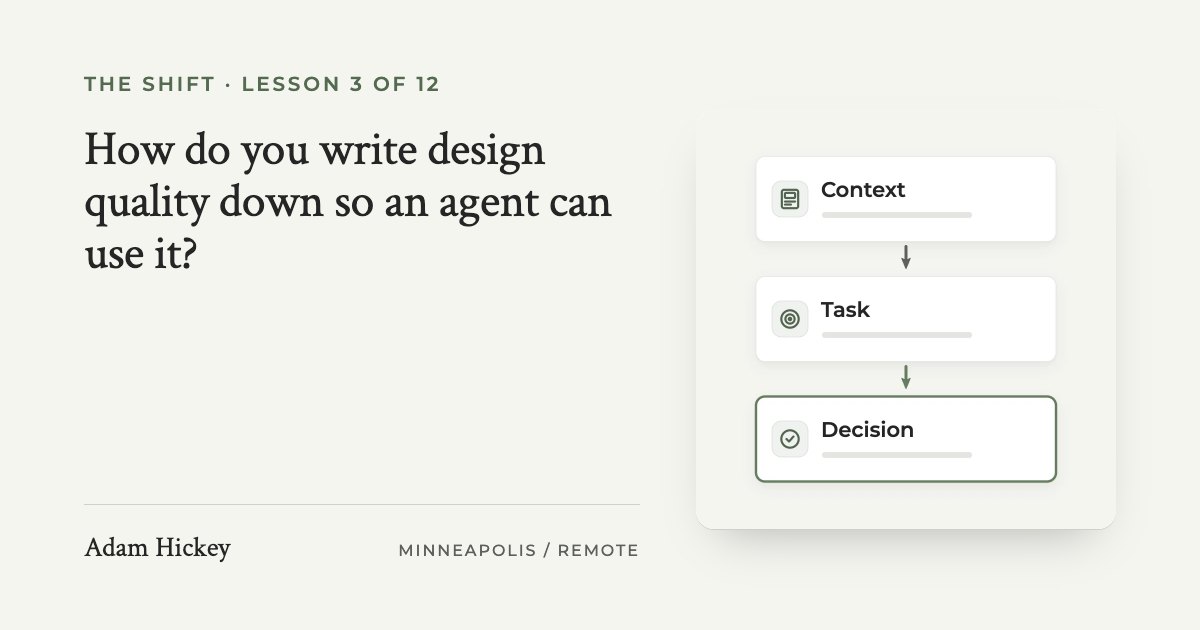 THE SHIFT · LESSON 3 OF 12
How do you write design
quality down so an agent can
use it?
Context
Task
Decision
Adam Hickey
MINNEAPOLIS / REMOTE